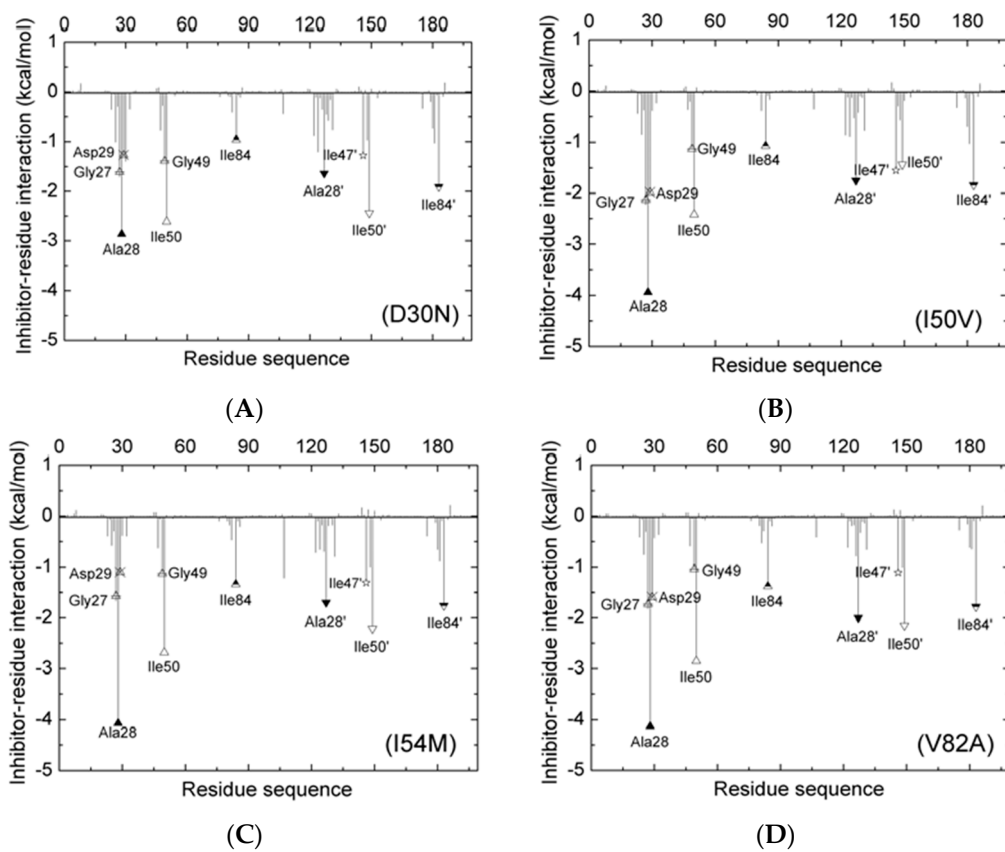 0 30 60 90 120 150 180
1
0
-1
-2
-3
-4
-5
Inhibitor-residue interaction (kcal/mol)
Asp29
Gly27
Ala28
Gly49
Ile50
Ile84
Ala28'
Ile47'
Ile50'
Ile84'
(D30N)
Residue sequence
(A)
0 30 60 90 120 150 180
1
0
-1
-2
-3
-4
-5
Inhibitor-residue interaction (kcal/mol)
Gly27
Asp29
Ala28
Gly49
Ile50
Ile84
Ala28'
Ile47'
Ile50'
Ile84'
(I50V)
Residue sequence
(B)
0 30 60 90 120 150 180
1
0
-1
-2
-3
-4
-5
Inhibitor-residue interaction (kcal/mol)
Asp29
Gly27
Ala28
Gly49
Ile50
Ile84
Ala28'
Ile47'
Ile50'
Ile84'
(I54M)
Residue sequence
(C)
0 30 60 90 120 150 180
1
0
-1
-2
-3
-4
-5
Inhibitor-residue interaction (kcal/mol)
Gly27
Asp29
Ala28
Gly49
Ile50
Ile84
Ala28'
Ile47'
Ile50'
Ile84'
(V82A)
Residue sequence
(D)